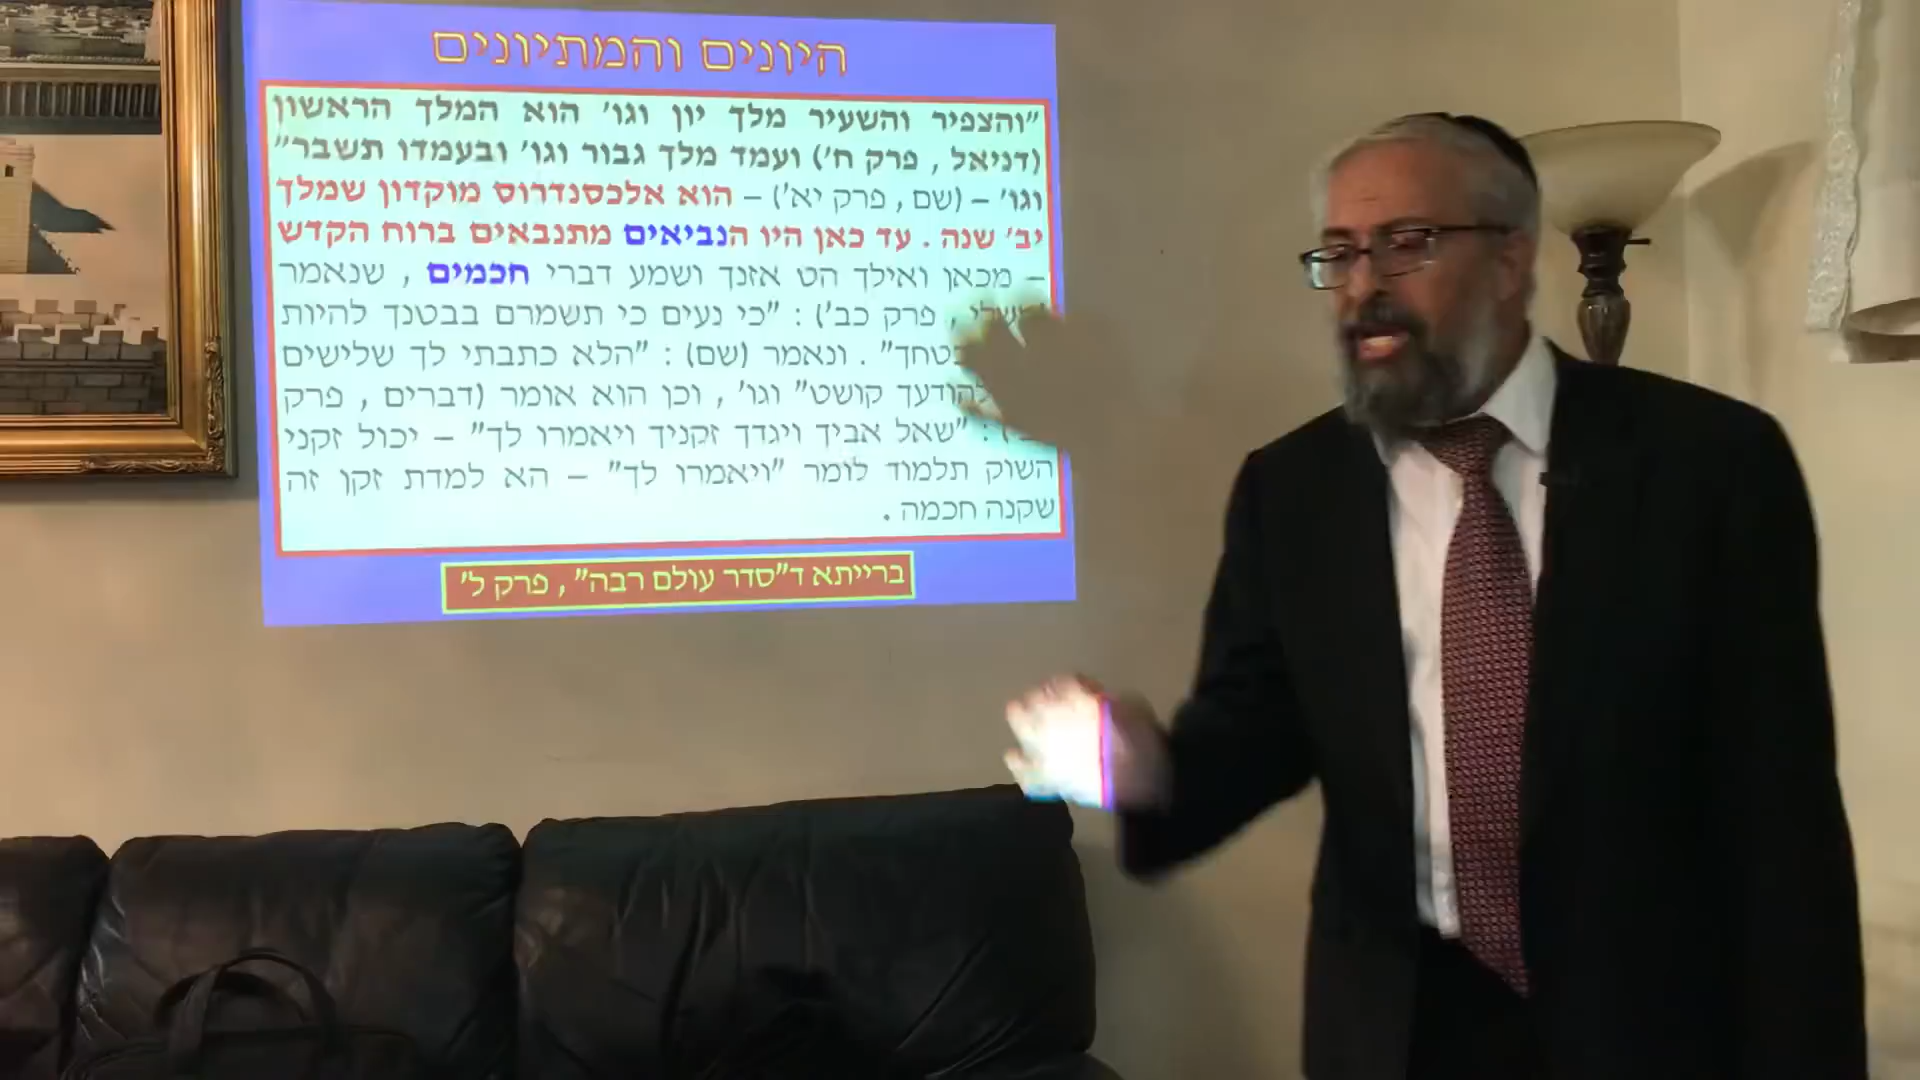 היונים והמתיונים
"והצפיר והשעיר מלך יון וגו' הוא המלך הראשון
(דניאל , פרק ח') ועמד מלך גבור וגו' ובעמדו תשבר"
וגו' – (שם , פרק יא') – הוא אלכסנדרוס מוקדון שמלך
יב' שנה . עד כאן היו הנביאים מתנבאים ברוח הקדש
– מכאן ואילך הט אזנך ושמע דברי חכמים , שנאמר
, פרק כב') : "כי נעים כי תשמרם בבטנך להיות
. ונאמר (שם) : "הלא כתבתי לך שלישים
להודעך קושט" וגו' , וכן הוא אומר (דברים , פרק
: "שאל אביך ויגדך זקניך ויאמרו לך" – יכול זקני
השוק תלמוד לומר "ויאמרו לך" – הא למדת זקן זה
שקנה חכמה .
ברייתא ד"סדר עולם רבה" , פרק ל'